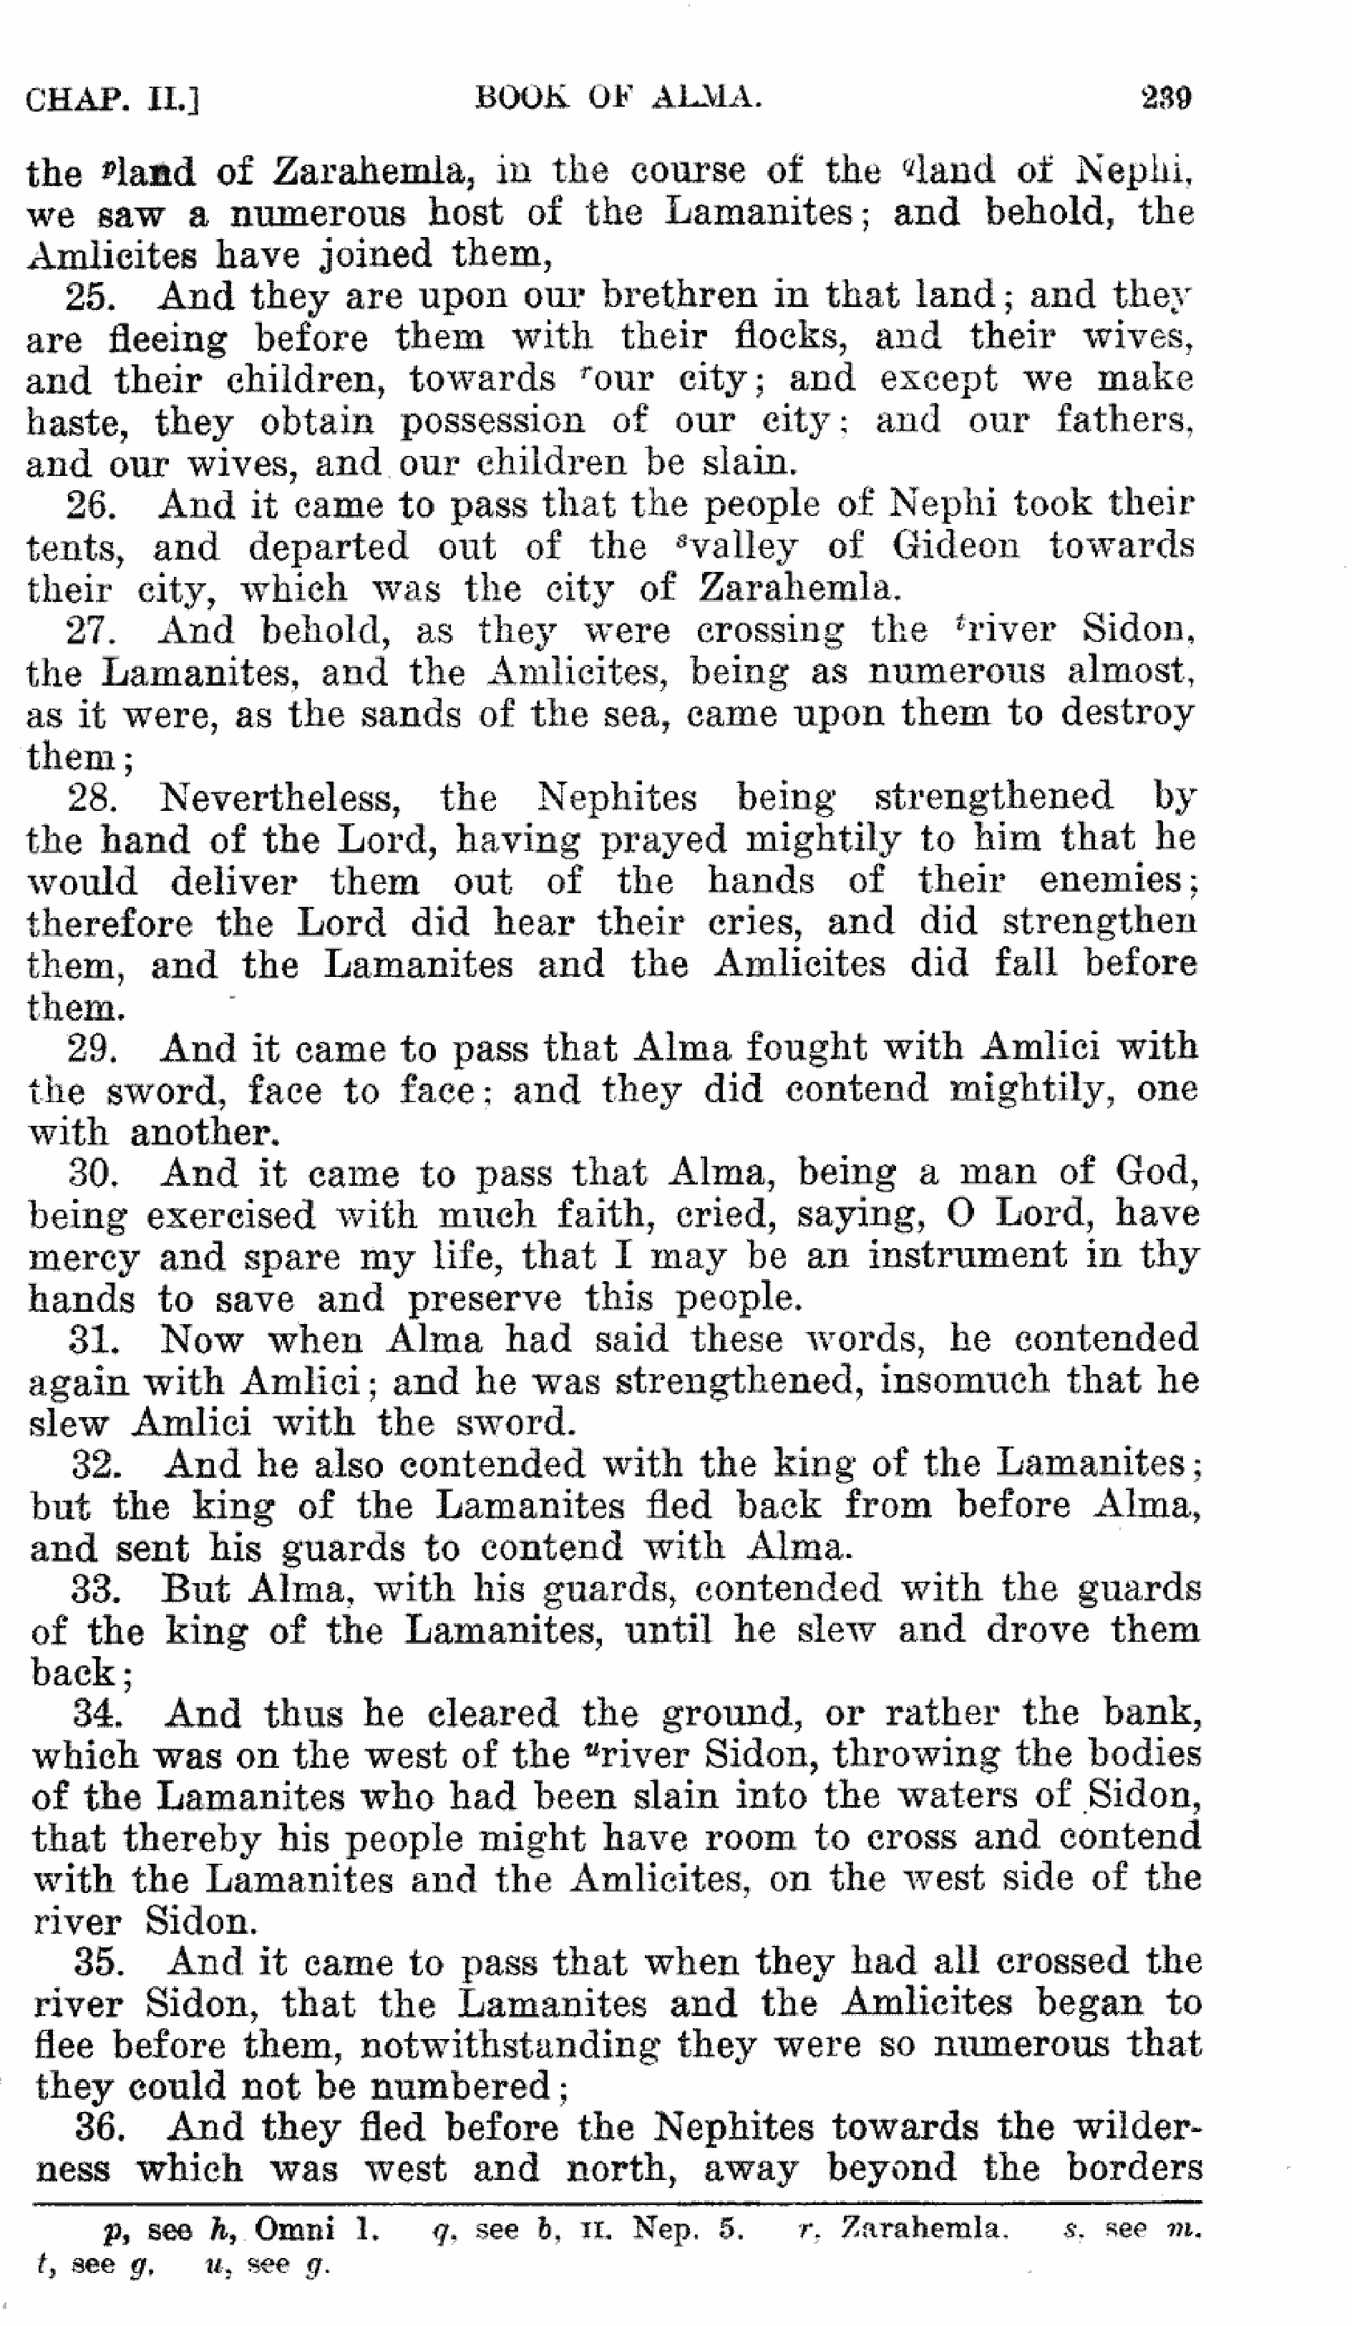 CHAP. II.] BOOK OF ALMA. 239
the ᵖland of Zarahemla, in the course of the qland of Nephi,
we saw a numerous host of the Lamanites; and behold, the
Amlicites have joined them,
25. And they are upon our brethren in that land; and they
are fleeing before them with their flocks, and their wives,
and their children, towards ʳour city; and except we make
haste, they obtain possession of our city; and our fathers,
and our wives, and our children be slain.
26. And it came to pass that the people of Nephi took their
tents, and departed out of the ˢvalley of Gideon towards
their city, which was the city of Zarahemla.
27. And behold, as they were crossing the ᵗriver Sidon,
the Lamanites, and the Amlicites, being as numerous almost,
as it were, as the sands of the sea, came upon them to destroy
them;
28. Nevertheless, the Nephites being strengthened by
the hand of the Lord, having prayed mightily to him that he
would deliver them out of the hands of their enemies;
therefore the Lord did hear their cries, and did strengthen
them, and the Lamanites and the Amlicites did fall before
them.
29. And it came to pass that Alma fought with Amlici with
the sword, face to face; and they did contend mightily, one
with another.
30. And it came to pass that Alma, being a man of God,
being exercised with much faith, cried, saying, O Lord, have
mercy and spare my life, that I may be an instrument in thy
hands to save and preserve this people.
31. Now when Alma had said these words, he contended
again with Amlici; and he was strengthened, insomuch that he
slew Amlici with the sword.
32. And he also contended with the king of the Lamanites;
but the king of the Lamanites fled back from before Alma,
and sent his guards to contend with Alma.
33. But Alma, with his guards, contended with the guards
of the king of the Lamanites, until he slew and drove them
back;
34. And thus he cleared the ground, or rather the bank,
which was on the west of the ᵘriver Sidon, throwing the bodies
of the Lamanites who had been slain into the waters of Sidon,
that thereby his people might have room to cross and contend
with the Lamanites and the Amlicites, on the west side of the
river Sidon.
35. And it came to pass that when they had all crossed the
river Sidon, that the Lamanites and the Amlicites began to
flee before them, notwithstanding they were so numerous that
they could not be numbered;
36. And they fled before the Nephites towards the wilder-
ness which was west and north, away beyond the borders
p, see h, Omni 1. q, see b, II. Nep. 5. r, Zarahemla. s, see m.
t, see g. u, see g.